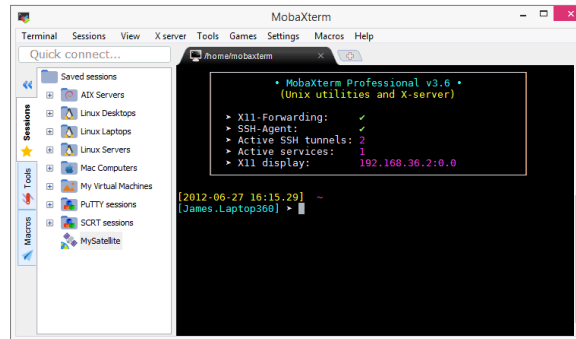 MobaXterm
Terminal Sessions View X server Tools Games Settings Macros Help
Quick connect...
/home/mobaxterm
Saved sessions
AIX Servers
Linux Desktops
Linux Laptops
Linux Servers
Mac Computers
My Virtual Machines
PuTTY sessions
SCRT sessions
MySatellite
Sessions
Tools
Macros
• MobaXterm Professional v3.6 •
(Unix utilities and X-server)
➤ X11-Forwarding: ✔
➤ SSH-Agent: ✔
➤ Active SSH tunnels: 2
➤ Active services: 1
➤ X11 display: 192.168.36.2:0.0
[2012-06-27 16:15.29] ~
[James.Laptop360] ➤